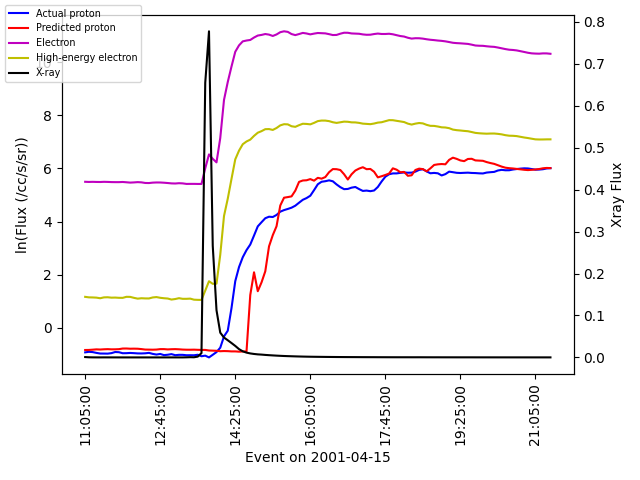 Actual proton
Predicted proton
Electron
High-energy electron
X-ray
ln(Flux (/cc/s/sr))
8
6
4
2
0
0.8
0.7
0.6
0.5
0.4
0.3
0.2
0.1
0.0
Xray Flux
11:05:00
12:45:00
14:25:00
16:05:00
17:45:00
19:25:00
21:05:00
Event on 2001-04-15